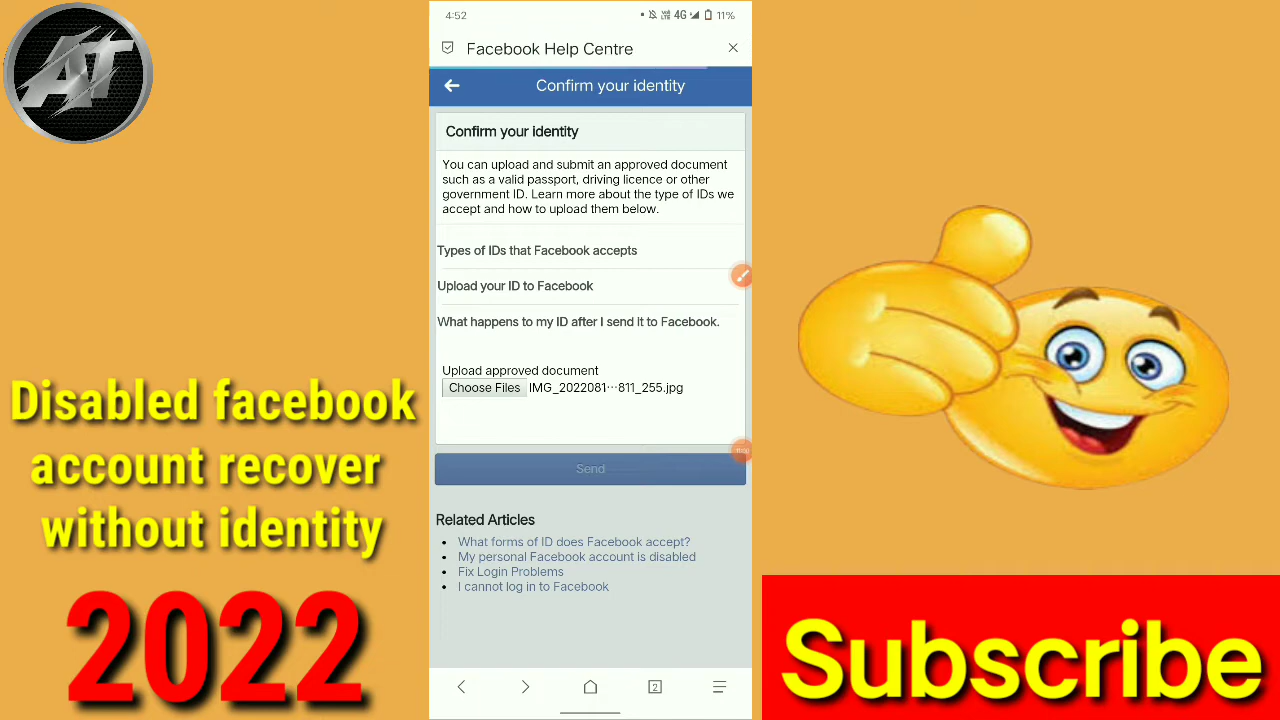 AT
Disabled facebook
account recover
without identity
2022
4:52
4G
11%
Facebook Help Centre
Confirm your identity
Confirm your identity
You can upload and submit an approved document
such as a valid passport, driving licence or other
government ID. Learn more about the type of IDs we
accept and how to upload them below.
Types of IDs that Facebook accepts
Upload your ID to Facebook
What happens to my ID after I send it to Facebook.
Upload approved document
Choose Files IMG_2022081···811_255.jpg
Send
Related Articles
• What forms of ID does Facebook accept?
• My personal Facebook account is disabled
• Fix Login Problems
• I cannot log in to Facebook
2
Subscribe